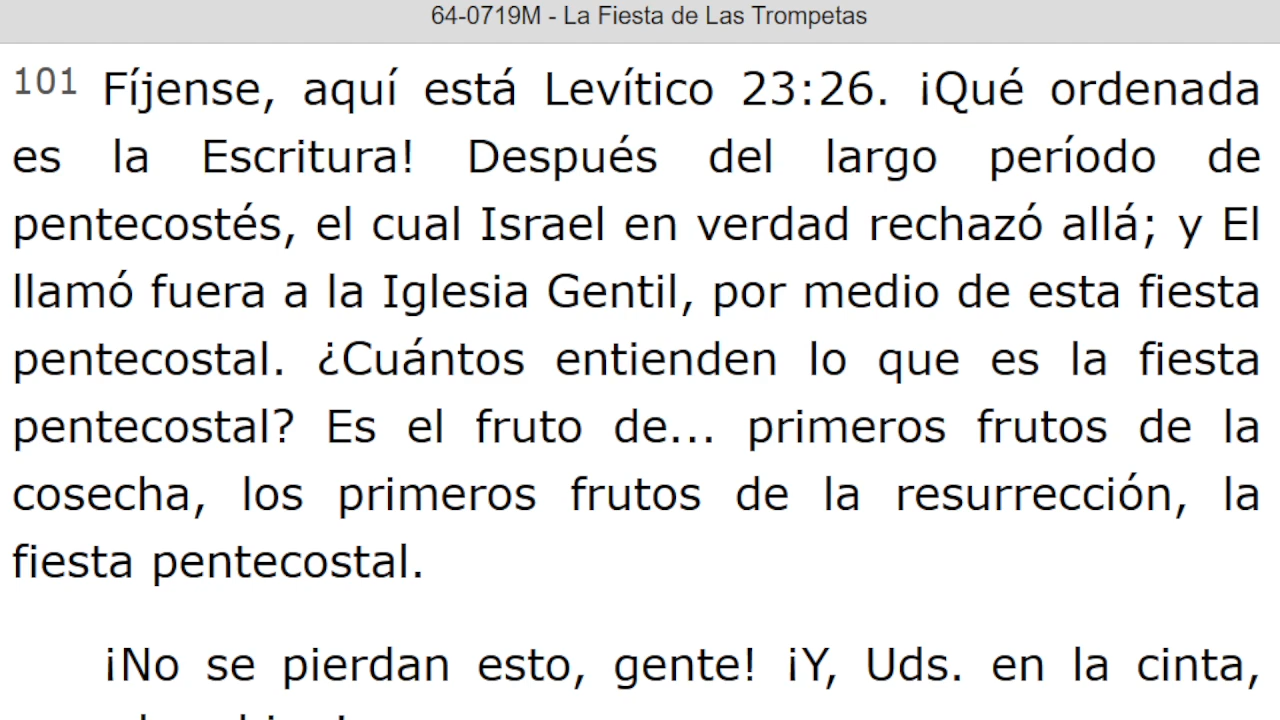 64-0719M - La Fiesta de Las Trompetas
101 Fíjense, aquí está Levítico 23:26. ¡Qué ordenada
es la Escritura! Después del largo período de
pentecostés, el cual Israel en verdad rechazó allá; y El
llamó fuera a la Iglesia Gentil, por medio de esta fiesta
pentecostal. ¿Cuántos entienden lo que es la fiesta
pentecostal? Es el fruto de... primeros frutos de la
cosecha, los primeros frutos de la resurrección, la
fiesta pentecostal.
¡No se pierdan esto, gente! ¡Y, Uds. en la cinta,